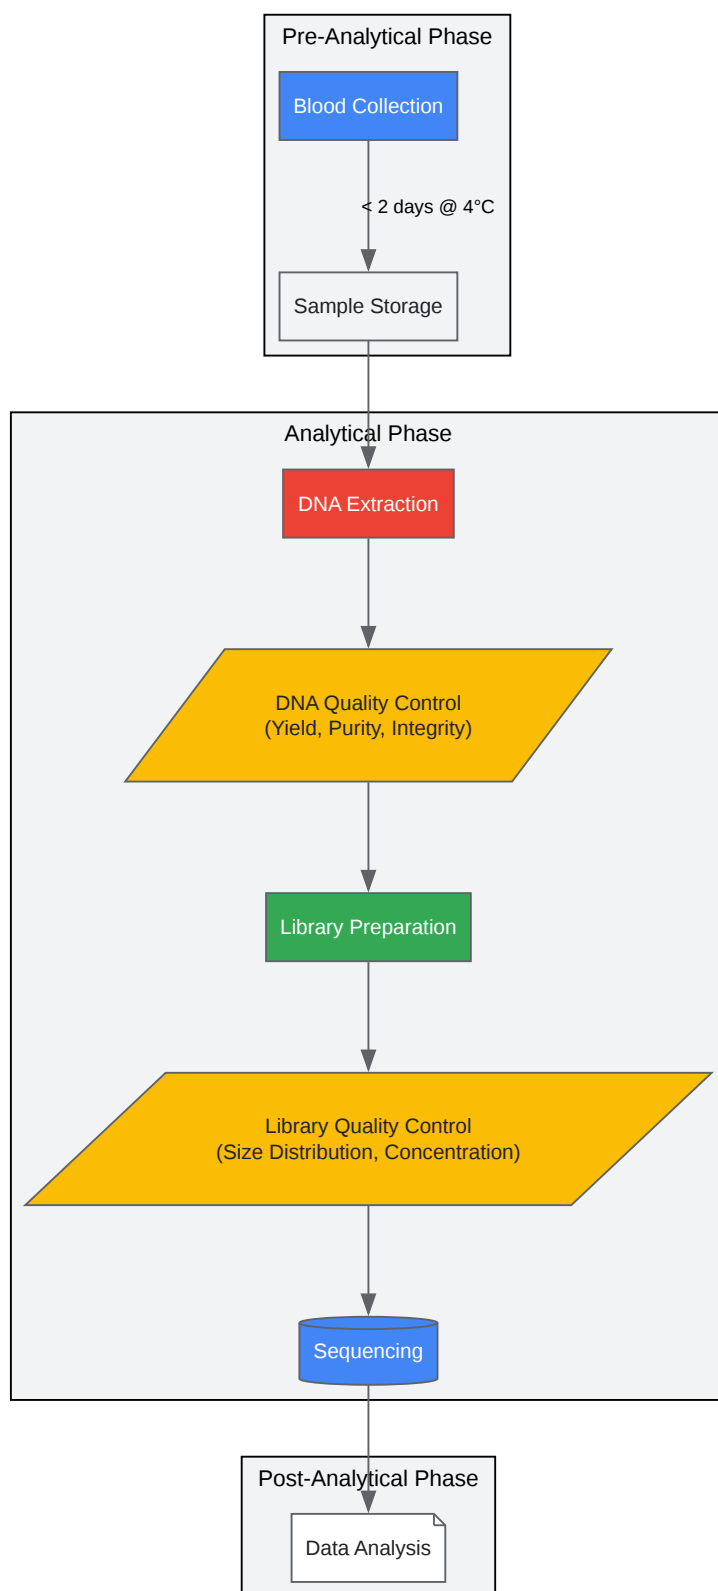 Pre-Analytical Phase
Blood Collection
< 2 days @ 4°C
Sample Storage
Analytical Phase
DNA Extraction
DNA Quality Control
(Yield, Purity, Integrity)
Library Preparation
Library Quality Control
(Size Distribution, Concentration)
Sequencing
Post-Analytical Phase
Data Analysis